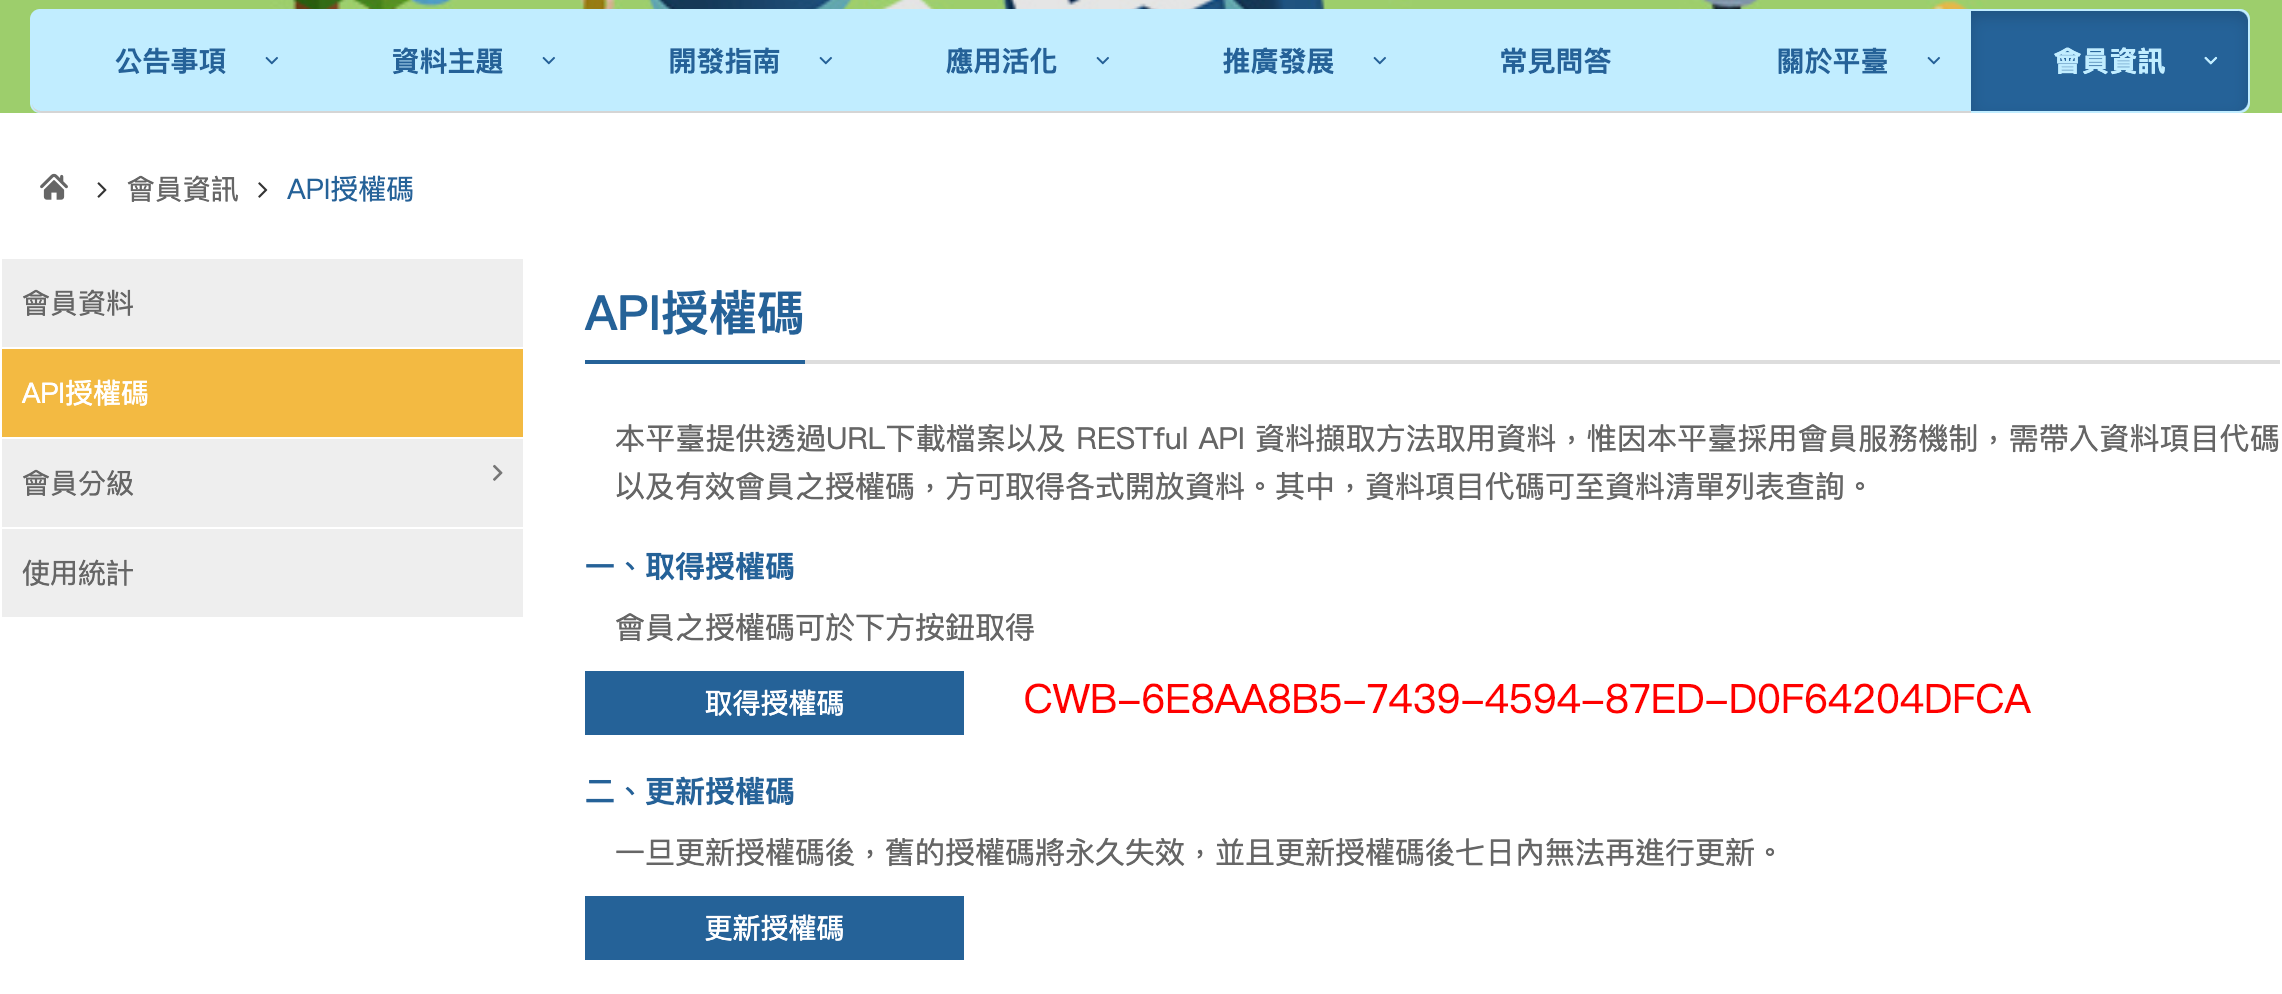 公告事項
資料主題
開發指南
應用活化
推廣發展
常見問答
關於平臺
會員資訊
會員資訊 > API授權碼
會員資料
API授權碼
會員分級
使用統計
API授權碼
本平臺提供透過URL下載檔案以及 RESTful API 資料擷取方法取用資料，惟因本平臺採用會員服務機制，需帶入資料項目代碼
以及有效會員之授權碼，方可取得各式開放資料。其中，資料項目代碼可至資料清單列表查詢。
一、取得授權碼
會員之授權碼可於下方按鈕取得
取得授權碼
CWB-6E8AA8B5-7439-4594-87ED-D0F64204DFCA
二、更新授權碼
一旦更新授權碼後，舊的授權碼將永久失效，並且更新授權碼後七日內無法再進行更新。
更新授權碼